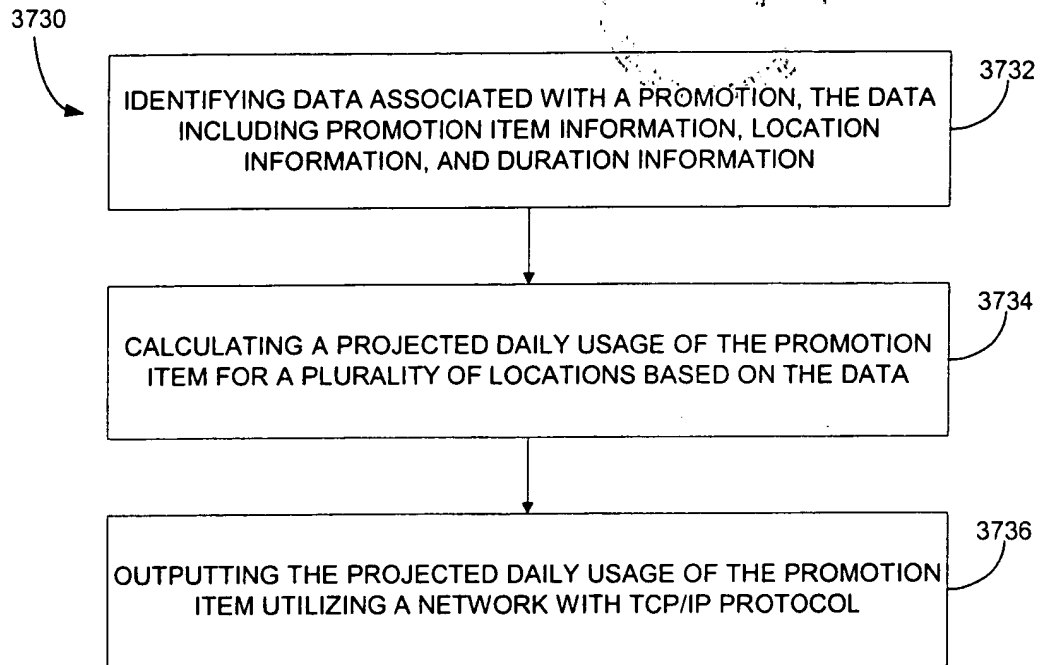 3730
3732
IDENTIFYING DATA ASSOCIATED WITH A PROMOTION, THE DATA
INCLUDING PROMOTION ITEM INFORMATION, LOCATION
INFORMATION, AND DURATION INFORMATION
3734
CALCULATING A PROJECTED DAILY USAGE OF THE PROMOTION
ITEM FOR A PLURALITY OF LOCATIONS BASED ON THE DATA
3736
OUTPUTTING THE PROJECTED DAILY USAGE OF THE PROMOTION
ITEM UTILIZING A NETWORK WITH TCP/IP PROTOCOL